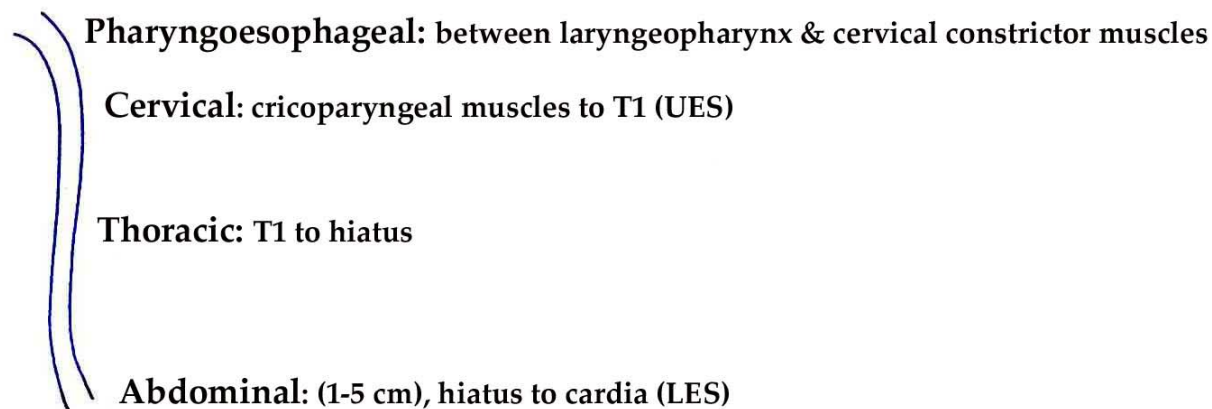 Pharyngoesophageal: between laryngeopharynx & cervical constrictor muscles
Cervical: cricoparyngeal muscles to T1 (UES)
Thoracic: T1 to hiatus
Abdominal: (1-5 cm), hiatus to cardia (LES)